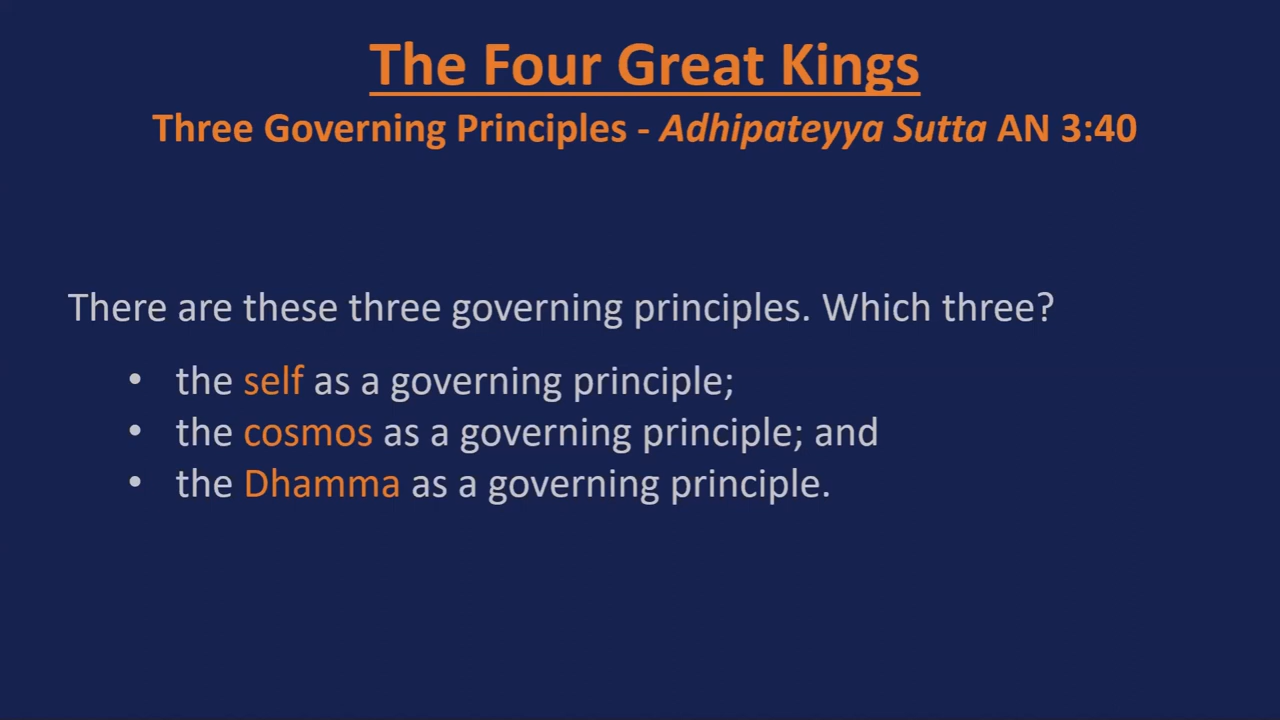 The Four Great Kings
Three Governing Principles - Adhipateyya Sutta AN 3:40
There are these three governing principles. Which three?
• the self as a governing principle;
• the cosmos as a governing principle; and
• the Dhamma as a governing principle.